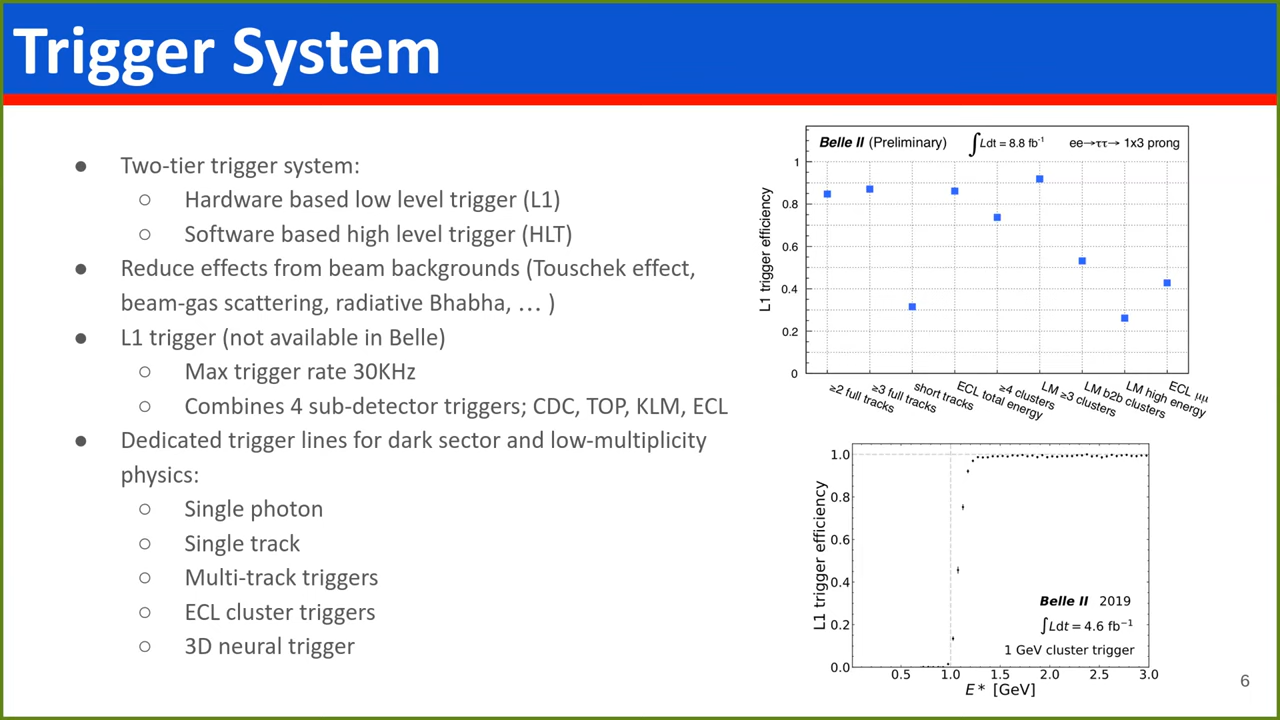 Trigger System
● Two-tier trigger system:
○ Hardware based low level trigger (L1)
○ Software based high level trigger (HLT)
● Reduce effects from beam backgrounds (Touschek effect,
beam-gas scattering, radiative Bhabha, … )
● L1 trigger (not available in Belle)
○ Max trigger rate 30KHz
○ Combines 4 sub-detector triggers; CDC, TOP, KLM, ECL
● Dedicated trigger lines for dark sector and low-multiplicity
physics:
○ Single photon
○ Single track
○ Multi-track triggers
○ ECL cluster triggers
○ 3D neural trigger
Belle II (Preliminary) ∫Ldt = 8.8 fb⁻¹ ee→ττ→ 1x3 prong
L1 trigger efficiency
1
0.8
0.6
0.4
0.2
0
≥2 full tracks
≥3 full tracks
short tracks
ECL total energy
≥4 clusters
LM ≥3 clusters
LM b2b clusters
LM high energy
ECL μμ
L1 trigger efficiency
1.0
0.8
0.6
0.4
0.2
0.0
Belle II 2019
∫Ldt = 4.6 fb⁻¹
1 GeV cluster trigger
0.5 1.0 1.5 2.0 2.5 3.0
E* [GeV]
6